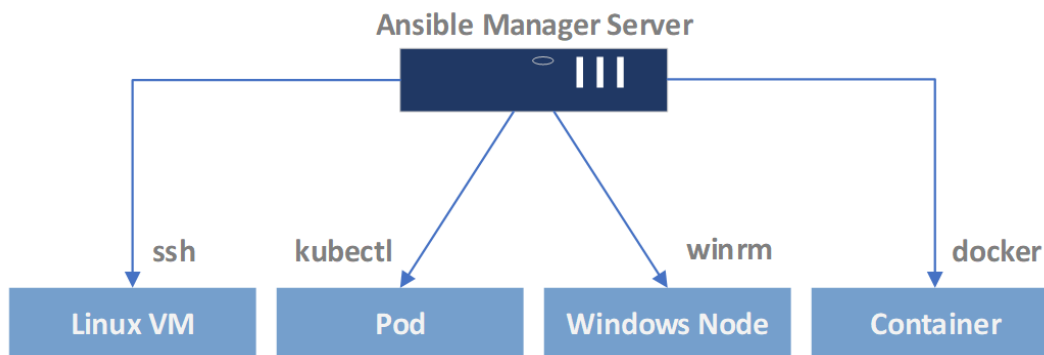 Ansible Manager Server
ssh
kubectl
winrm
docker
Linux VM
Pod
Windows Node
Container